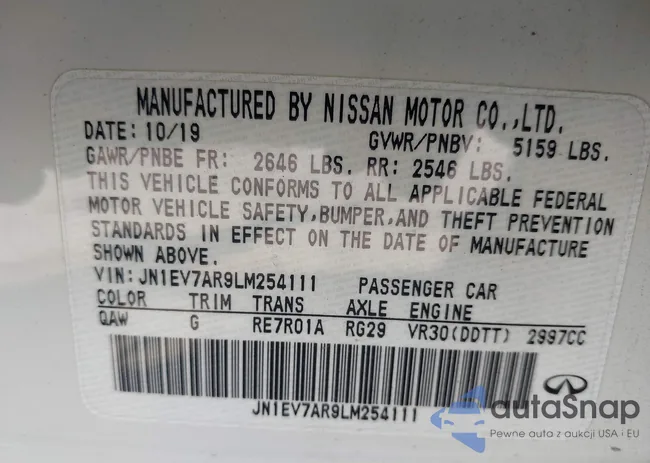 MANUFACTURED BY NISSAN MOTOR CO.,LTD.
DATE: 10/19 GVWR/PNBV: 5159 LBS.
GAWR/PNBE FR: 2646 LBS. RR: 2546 LBS.
THIS VEHICLE CONFORMS TO ALL APPLICABLE FEDERAL
MOTOR VEHICLE SAFETY,BUMPER,AND THEFT PREVENTION
STANDARDS IN EFFECT ON THE DATE OF MANUFACTURE
SHOWN ABOVE.
VIN: JN1EV7AR9LM254111 PASSENGER CAR
COLOR TRIM TRANS AXLE ENGINE
QAW G RE7R01A RG29 VR30(DDTT) 2997CC
JN1EV7AR9LM254111
autaSnap
Pewne auta z aukcji USA i EU